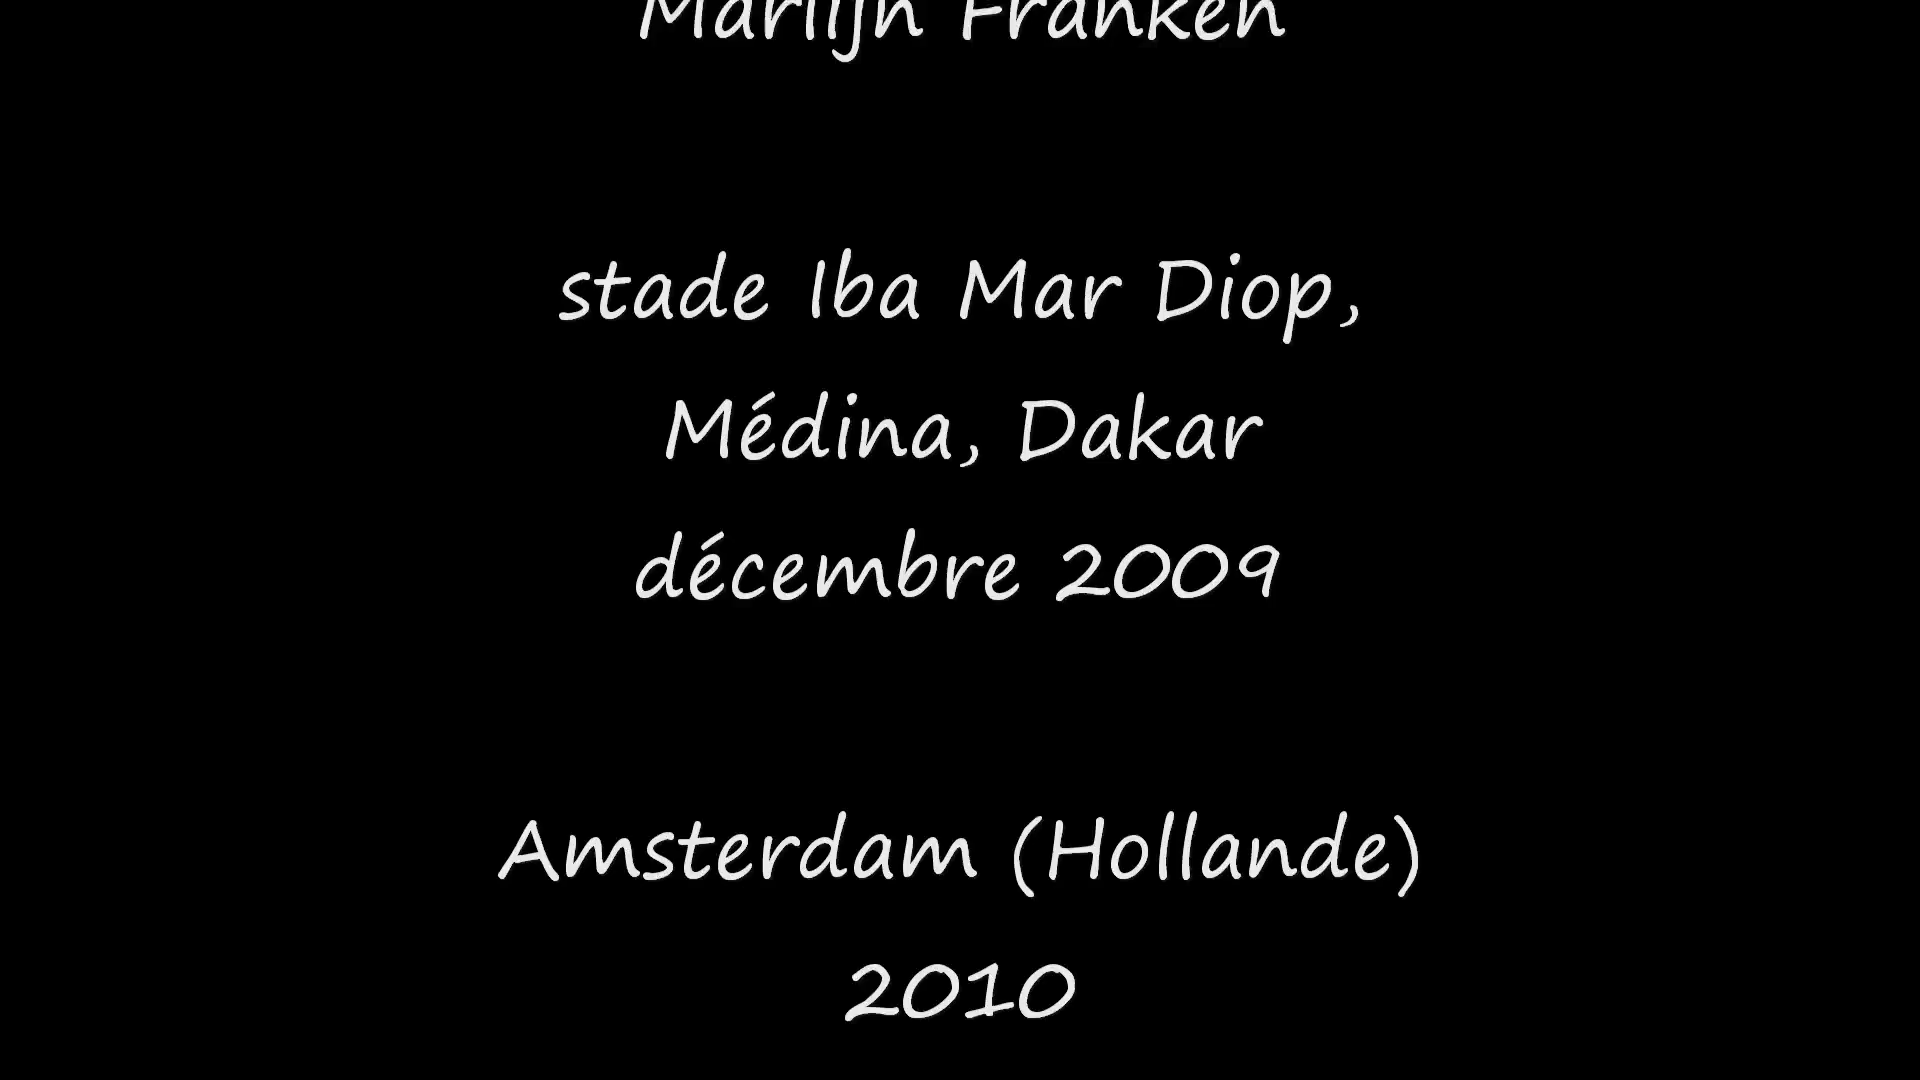 Marlijn Franken
stade Iba Mar Diop,
Médina, Dakar
décembre 2009
Amsterdam (Hollande)
2010